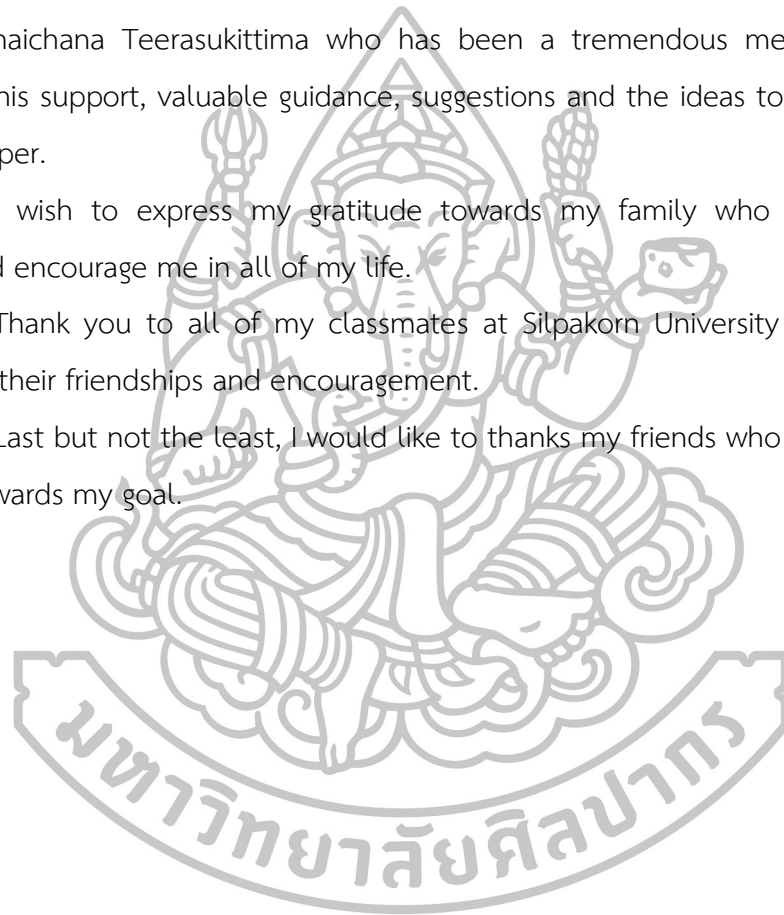 haichana Teerasukittima who has been a tremendous me
his support, valuable guidance, suggestions and the ideas to
per.
wish to express my gratitude towards my family who
d encourage me in all of my life.
Thank you to all of my classmates at Silpakorn University
their friendships and encouragement.
Last but not the least, I would like to thanks my friends who
wards my goal.
มหาวิทยาลัยศิลปากร